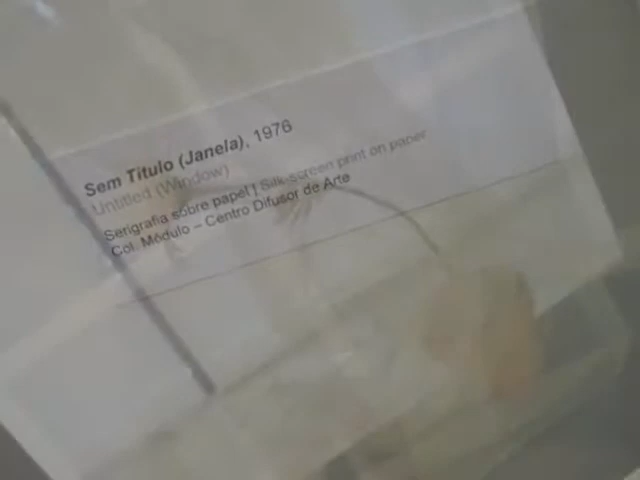 Sem Título (Janela), 1976
Untitled (Window)
Serigrafia sobre papel | Silk-screen print on paper
Col. Módulo – Centro Difusor de Arte